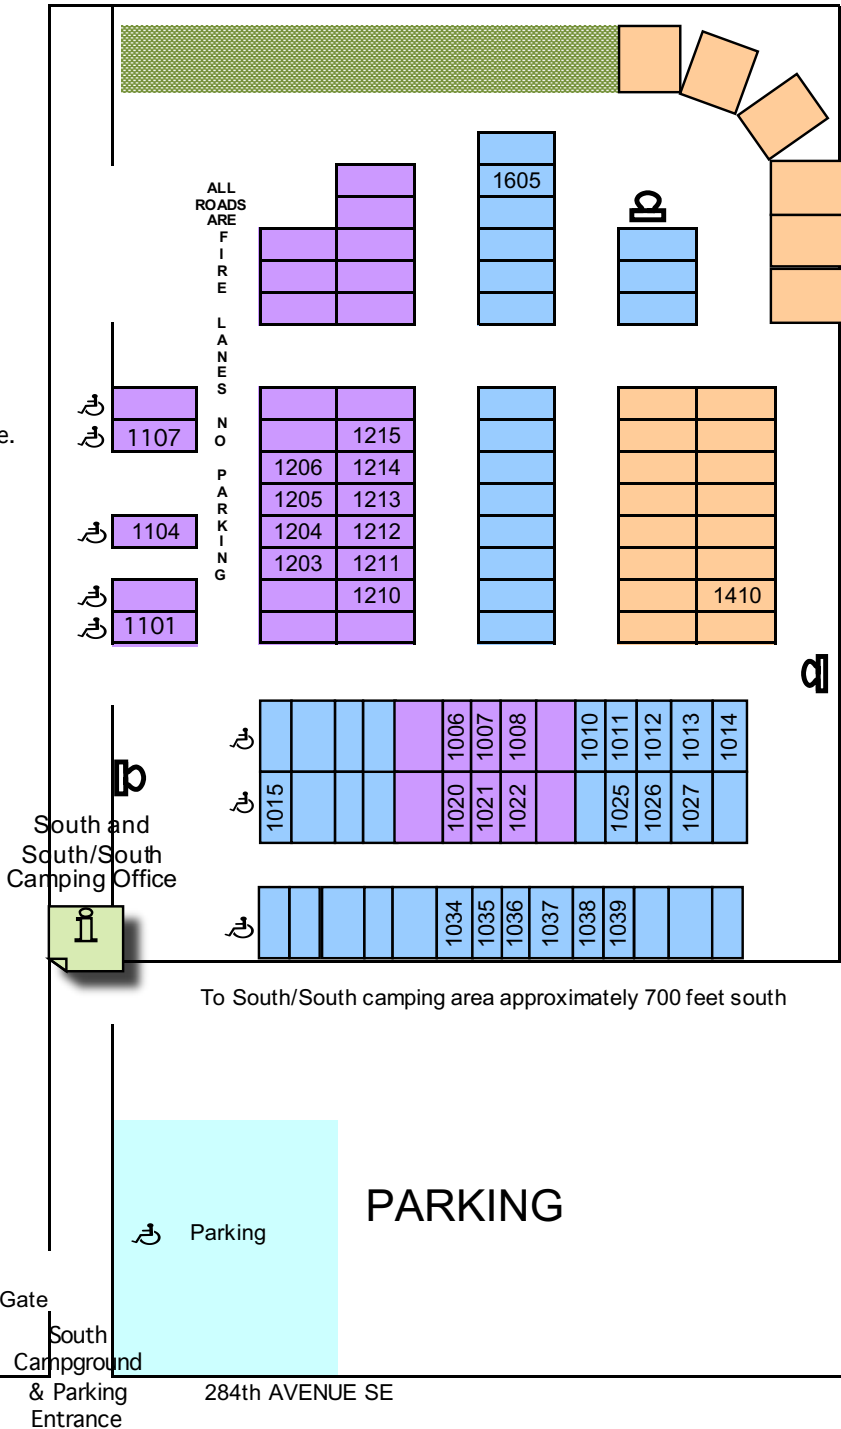 1605
ALL
ROADS
ARE
F
I
R
E
L
A
N
E
S
N
O
P
A
R
K
I
N
G
e.
1107
1215
1206 1214
1205 1213
1104
1204 1212
1203 1211
1210
1410
1101
1006 1007 1008 1010 1011 1012 1013 1014
1015 1020 1021 1022 1025 1026 1027
South and
South/South
Camping Office
i
1034 1035 1036 1037 1038 1039
To South/South camping area approximately 700 feet south
PARKING
Parking
Gate
South
Campground
& Parking
Entrance
284th AVENUE SE